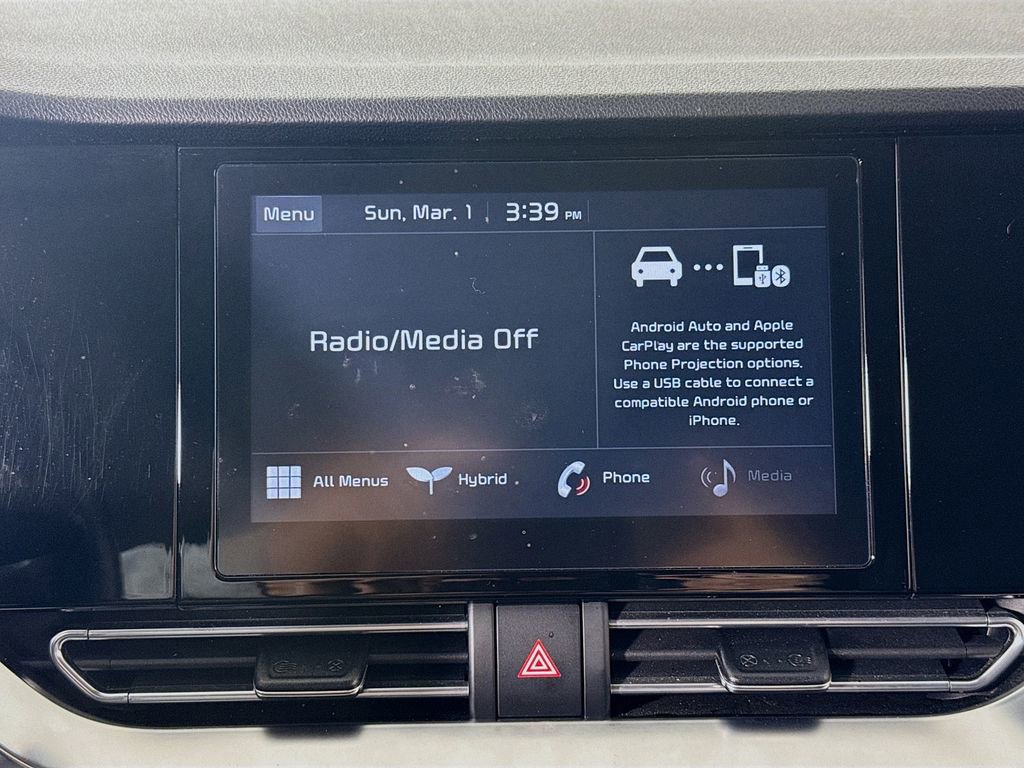 Menu
Sun, Mar. 1
3:39 PM
Radio/Media Off
Android Auto and Apple
CarPlay are the supported
Phone Projection options.
Use a USB cable to connect a
compatible Android phone or
iPhone.
All Menus
Hybrid
Phone
Media